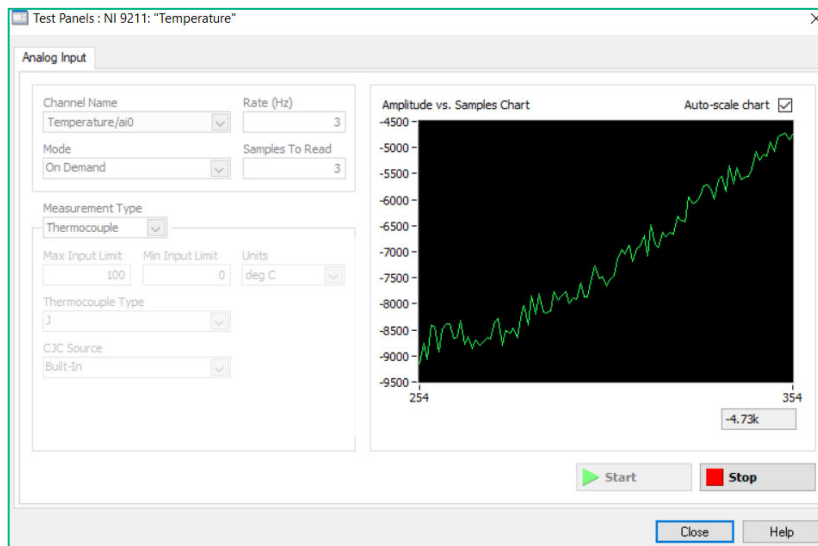 Test Panels : NI 9211: "Temperature"
Analog Input
Channel Name
Rate (Hz)
Temperature/ai0
3
Mode
Samples To Read
On Demand
3
Measurement Type
Thermocouple
Max Input Limit
Min Input Limit
Units
100
0
deg C
Thermocouple Type
J
CJC Source
Built-In
Amplitude vs. Samples Chart
Auto-scale chart
-4500
-5000
-5500
-6000
-6500
-7000
-7500
-8000
-8500
-9000
-9500
254
354
-4.73k
Start
Stop
Close
Help